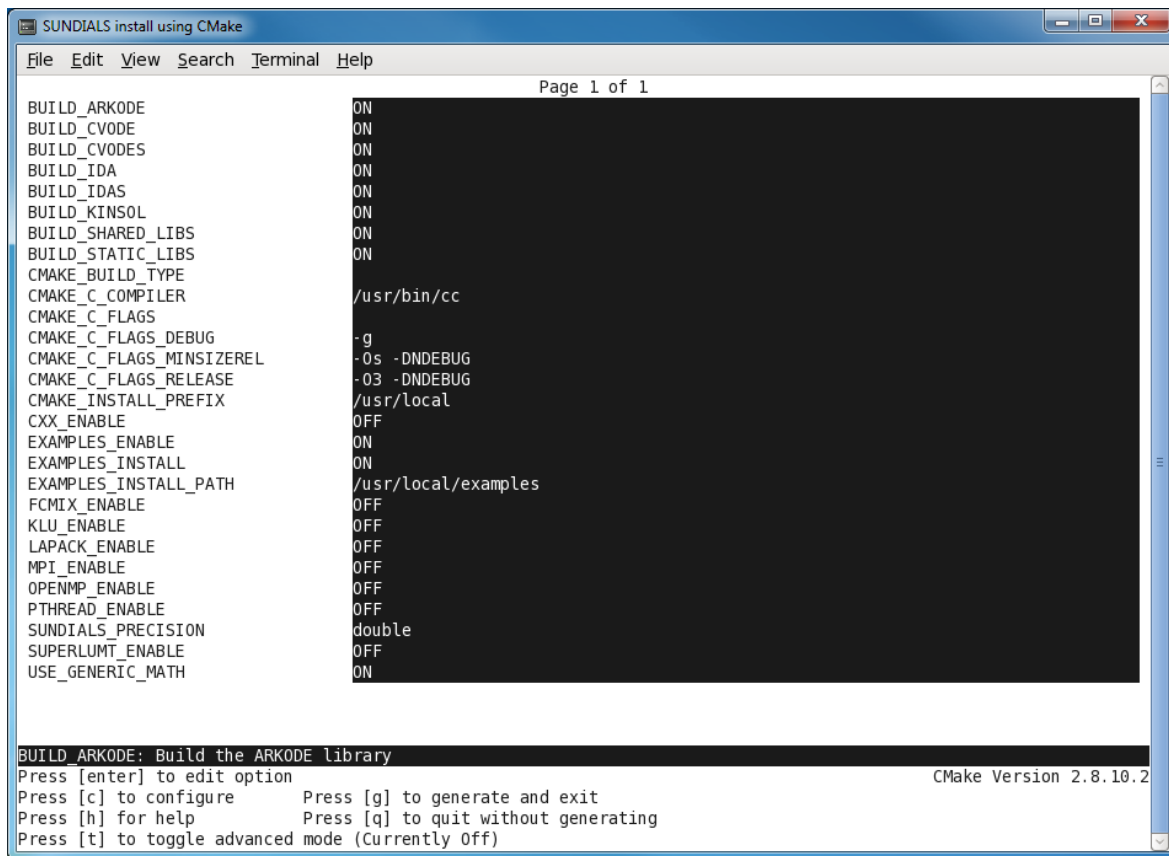 SUNDIALS install using CMake
File Edit View Search Terminal Help
Page 1 of 1
BUILD_ARKODE ON
BUILD_CVODE ON
BUILD_CVODES ON
BUILD_IDA ON
BUILD_IDAS ON
BUILD_KINSOL ON
BUILD_SHARED_LIBS ON
BUILD_STATIC_LIBS ON
CMAKE_BUILD_TYPE
CMAKE_C_COMPILER /usr/bin/cc
CMAKE_C_FLAGS
CMAKE_C_FLAGS_DEBUG -g
CMAKE_C_FLAGS_MINSIZEREL -Os -DNDEBUG
CMAKE_C_FLAGS_RELEASE -O3 -DNDEBUG
CMAKE_INSTALL_PREFIX /usr/local
CXX_ENABLE OFF
EXAMPLES_ENABLE ON
EXAMPLES_INSTALL ON
EXAMPLES_INSTALL_PATH /usr/local/examples
FCMIX_ENABLE OFF
KLU_ENABLE OFF
LAPACK_ENABLE OFF
MPI_ENABLE OFF
OPENMP_ENABLE OFF
PTHREAD_ENABLE OFF
SUNDIALS_PRECISION double
SUPERLUMT_ENABLE OFF
USE_GENERIC_MATH ON
BUILD_ARKODE: Build the ARKODE library
Press [enter] to edit option CMake Version 2.8.10.2
Press [c] to configure Press [g] to generate and exit
Press [h] for help Press [q] to quit without generating
Press [t] to toggle advanced mode (Currently Off)